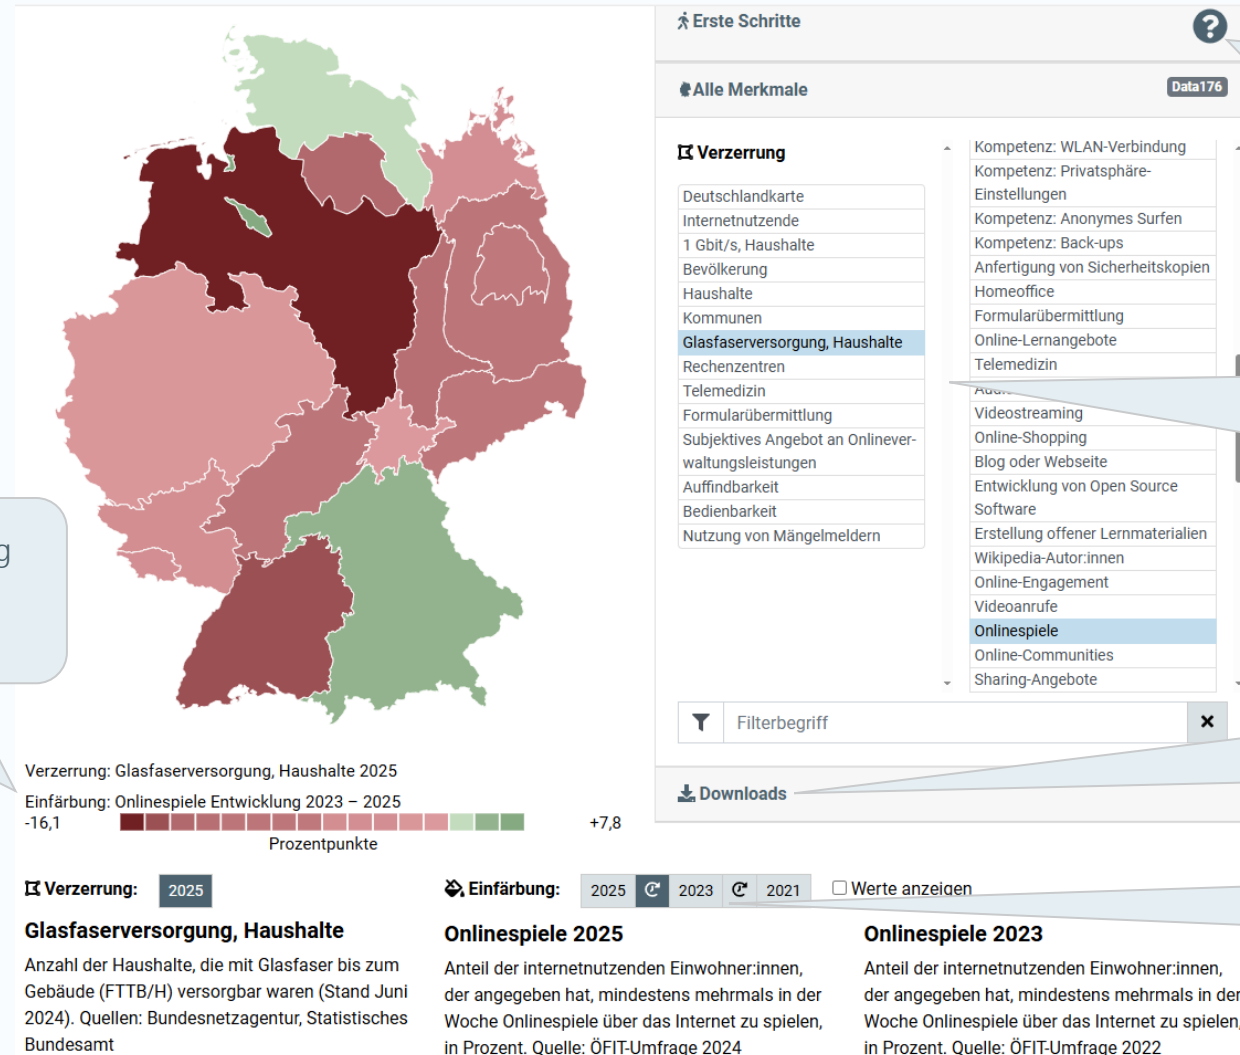 Erste Schritte
?
Alle Merkmale
Data176
Verzerrung
Deutschlandkarte
Internetnutzende
1 Gbit/s, Haushalte
Bevölkerung
Haushalte
Kommunen
Glasfaserversorgung, Haushalte
Rechenzentren
Telemedizin
Formularübermittlung
Subjektives Angebot an Onlinever-
waltungsleistungen
Auffindbarkeit
Bedienbarkeit
Nutzung von Mängelmeldern
Kompetenz: WLAN-Verbindung
Kompetenz: Privatsphäre-
Einstellungen
Kompetenz: Anonymes Surfen
Kompetenz: Back-ups
Anfertigung von Sicherheitskopien
Homeoffice
Formularübermittlung
Online-Lernangebote
Telemedizin
Videostreaming
Online-Shopping
Blog oder Webseite
Entwicklung von Open Source
Software
Erstellung offener Lernmaterialien
Wikipedia-Autor:innen
Online-Engagement
Videoanrufe
Onlinespiele
Online-Communities
Sharing-Angebote
Filterbegriff
Downloads
Verzerrung: Glasfaserversorgung, Haushalte 2025
Einfärbung: Onlinespiele Entwicklung 2023 – 2025
-16,1
+7,8
Prozentpunkte
Verzerrung: 2025
Glasfaserversorgung, Haushalte
Anzahl der Haushalte, die mit Glasfaser bis zum
Gebäude (FTTB/H) versorgbar waren (Stand Juni
2024). Quellen: Bundesnetzagentur, Statistisches
Bundesamt
Einfärbung: 2025 2023 2021 Werte anzeigen
Onlinespiele 2025
Anteil der internetnutzenden Einwohner:innen,
der angegeben hat, mindestens mehrmals in der
Woche Onlinespiele über das Internet zu spielen,
in Prozent. Quelle: ÖFIT-Umfrage 2024
Onlinespiele 2023
Anteil der internetnutzenden Einwohner:innen,
der angegeben hat, mindestens mehrmals in der
Woche Onlinespiele über das Internet zu spielen,
in Prozent. Quelle: ÖFIT-Umfrage 2022